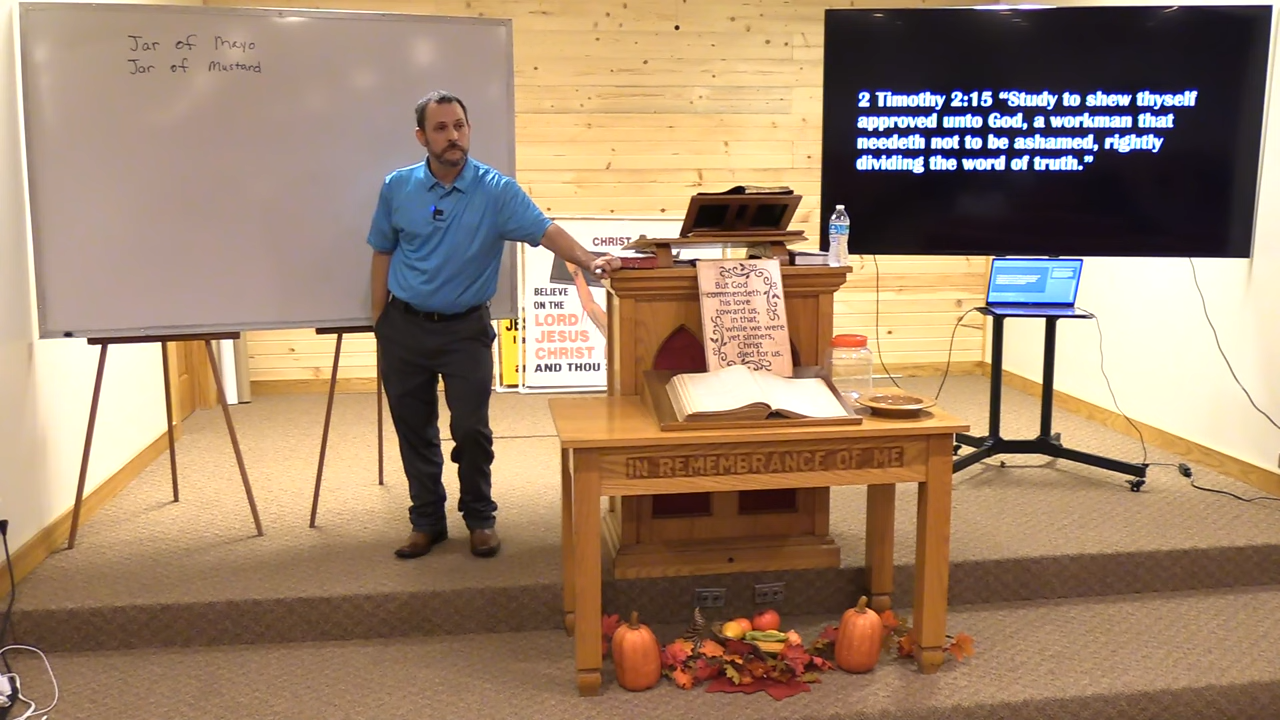 Jar of Mayo
Jar of Mustard
2 Timothy 2:15 “Study to shew thyself
approved unto God, a workman that
needeth not to be ashamed, rightly
dividing the word of truth.”
CHRIST
BELIEVE
ON THE
LORD
JESUS
CHRIST
AND THOU
But God
commendeth
his love
toward us,
in that,
while we were
yet sinners,
Christ
died for us.
IN REMEMBRANCE OF ME